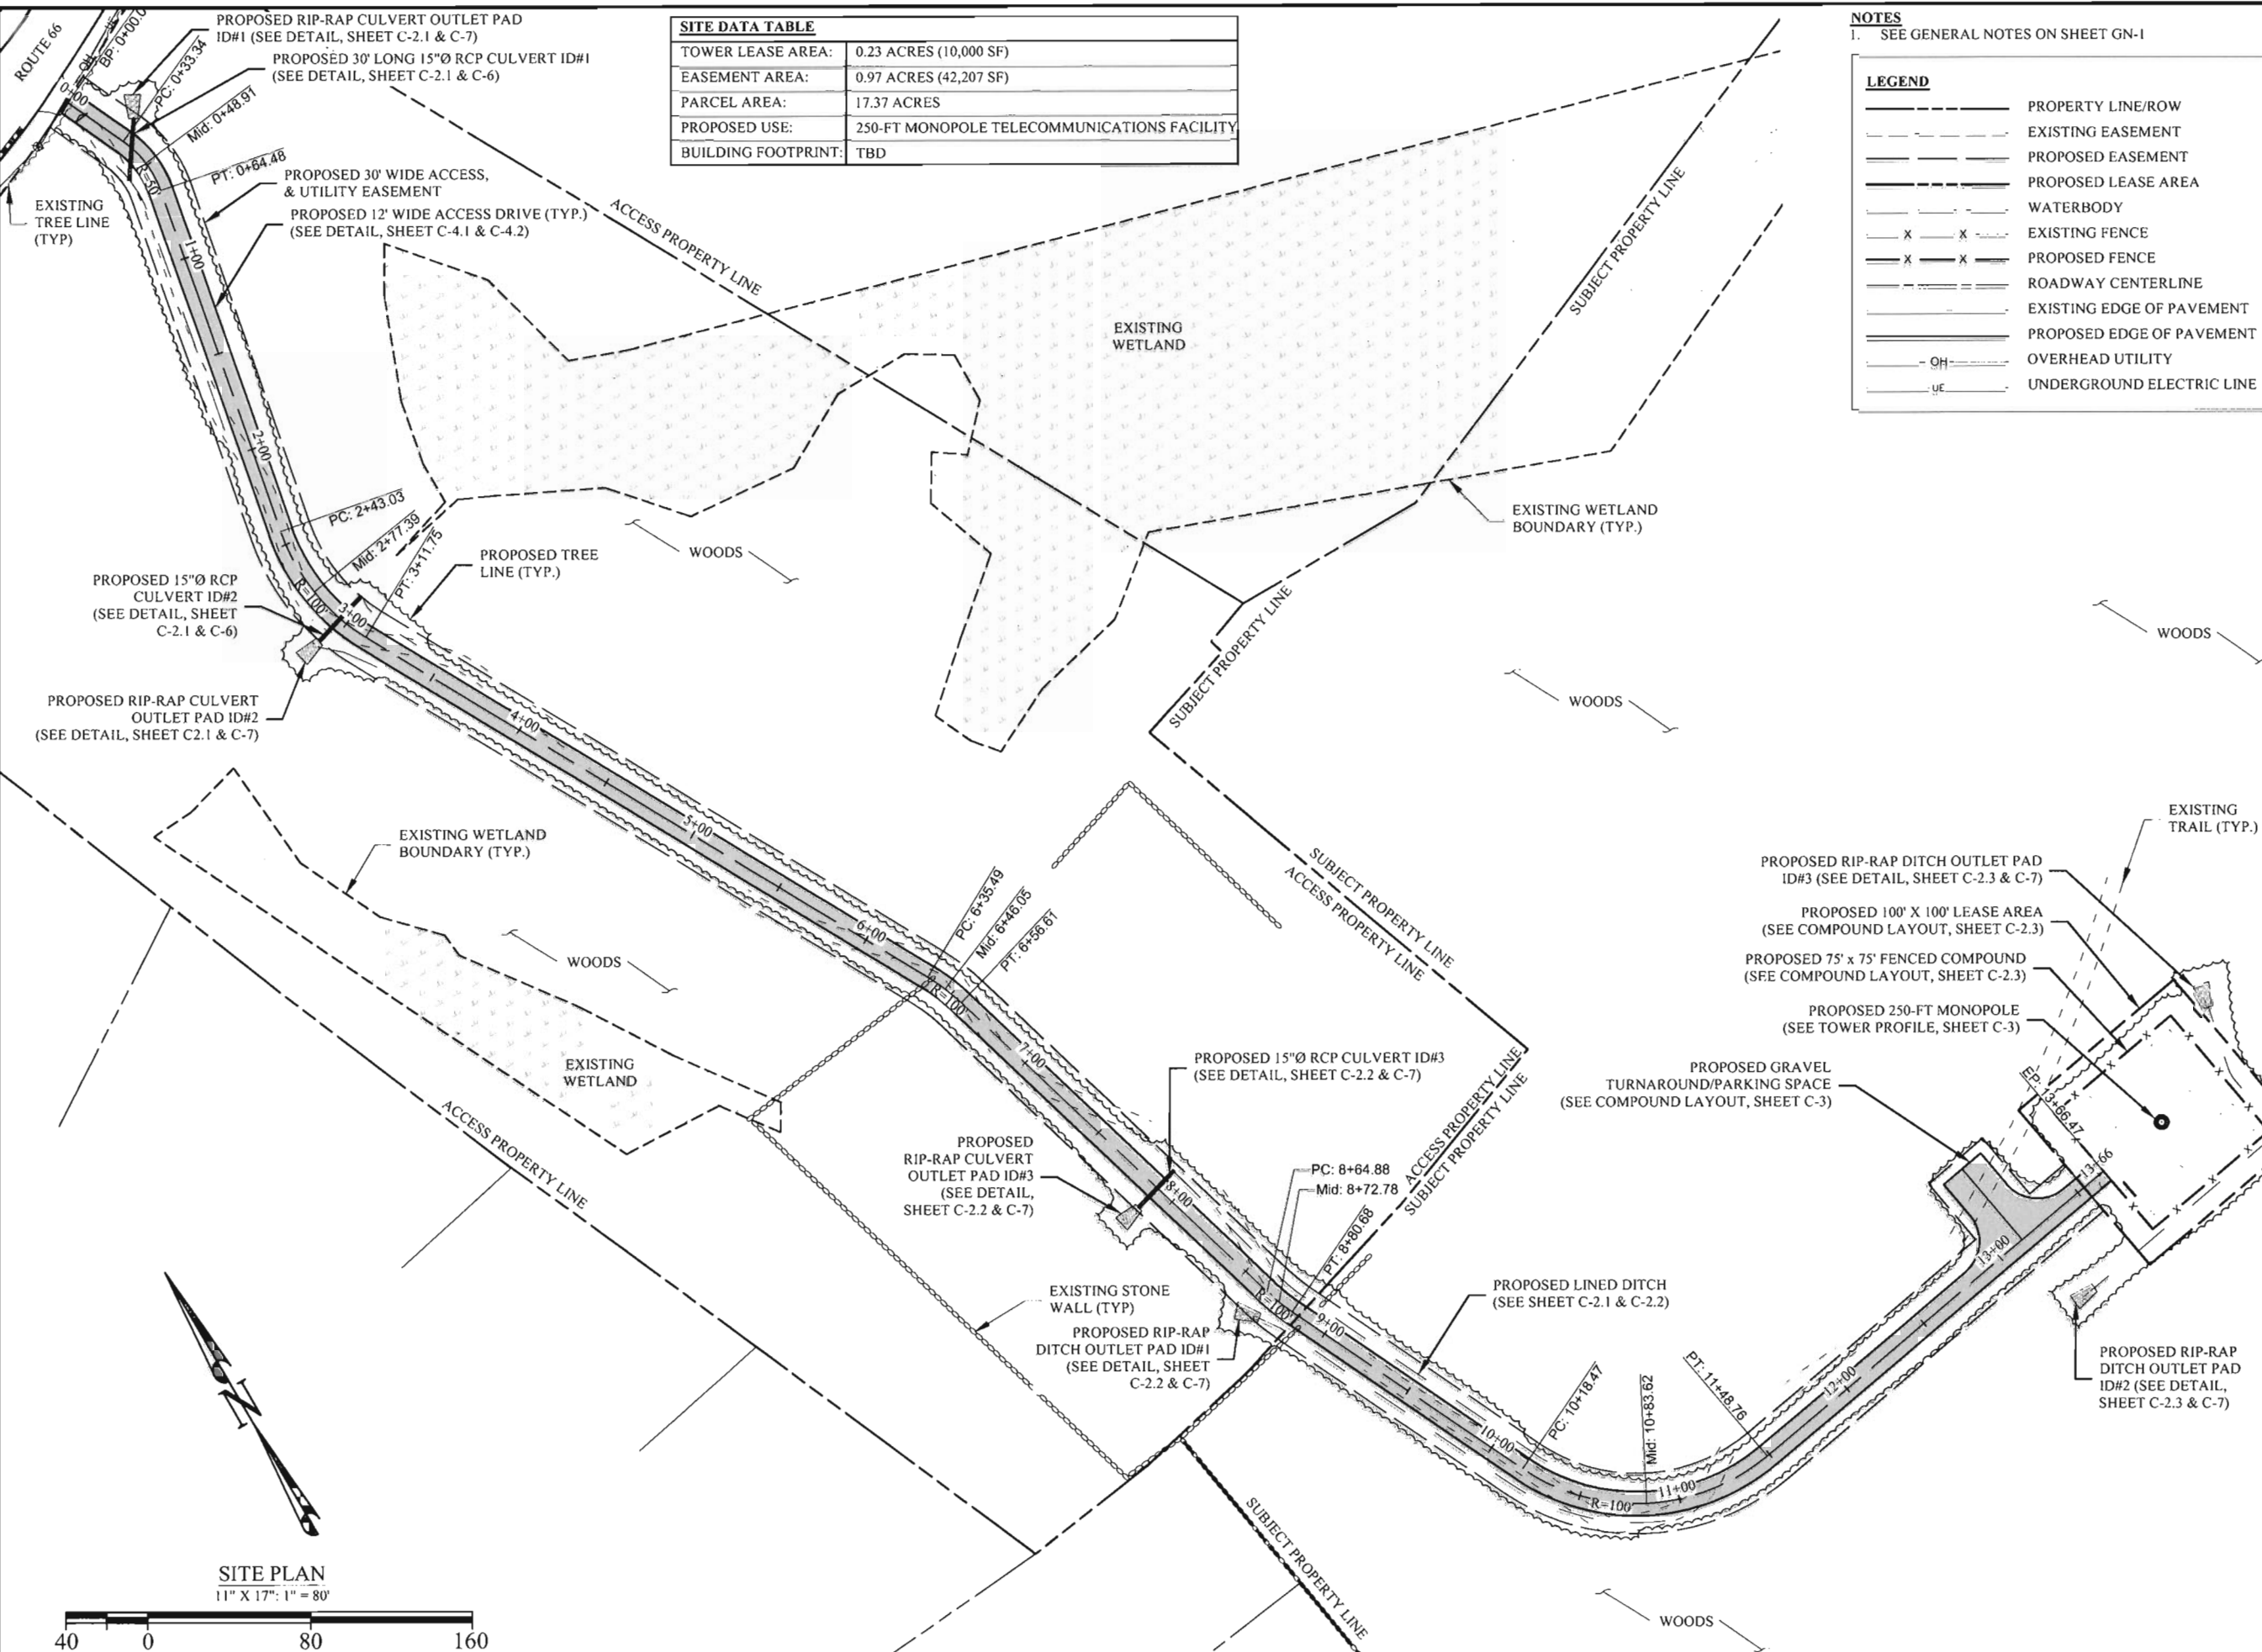 ROUTE 66
OH
UE
BP: 0+00.0
0+00
PROPOSED RIP-RAP CULVERT OUTLET PAD
ID#1 (SEE DETAIL, SHEET C-2.1 & C-7)
PROPOSED 30' LONG 15"Ø RCP CULVERT ID#1
(SEE DETAIL, SHEET C-2.1 & C-6)
PC: 0+33.34
Mid: 0+48.91
PT: 0+64.48
R=50'
EXISTING
TREE LINE
(TYP)
PROPOSED 30' WIDE ACCESS,
& UTILITY EASEMENT
PROPOSED 12' WIDE ACCESS DRIVE (TYP.)
(SEE DETAIL, SHEET C-4.1 & C-4.2)
1+00
2+00
SITE DATA TABLE
TOWER LEASE AREA: 0.23 ACRES (10,000 SF)
EASEMENT AREA: 0.97 ACRES (42,207 SF)
PARCEL AREA: 17.37 ACRES
PROPOSED USE: 250-FT MONOPOLE TELECOMMUNICATIONS FACILITY
BUILDING FOOTPRINT: TBD
NOTES
1. SEE GENERAL NOTES ON SHEET GN-1
LEGEND
PROPERTY LINE/ROW
EXISTING EASEMENT
PROPOSED EASEMENT
PROPOSED LEASE AREA
WATERBODY
X X EXISTING FENCE
X X PROPOSED FENCE
ROADWAY CENTERLINE
EXISTING EDGE OF PAVEMENT
PROPOSED EDGE OF PAVEMENT
OH OVERHEAD UTILITY
UE UNDERGROUND ELECTRIC LINE
ACCESS PROPERTY LINE
EXISTING
WETLAND
SUBJECT PROPERTY LINE
EXISTING WETLAND
BOUNDARY (TYP.)
PC: 2+43.03
Mid: 2+77.39
PT: 3+11.75
R=100'
3+00
PROPOSED TREE
LINE (TYP.)
WOODS
PROPOSED 15"Ø RCP
CULVERT ID#2
(SEE DETAIL, SHEET
C-2.1 & C-6)
PROPOSED RIP-RAP CULVERT
OUTLET PAD ID#2
(SEE DETAIL, SHEET C2.1 & C-7)
SUBJECT PROPERTY LINE
WOODS
WOODS
4+00
5+00
6+00
EXISTING WETLAND
BOUNDARY (TYP.)
WOODS
EXISTING
WETLAND
ACCESS PROPERTY LINE
PC: 6+35.49
Mid: 6+46.05
PT: 6+56.61
R=100'
7+00
SUBJECT PROPERTY LINE
ACCESS PROPERTY LINE
EXISTING
TRAIL (TYP.)
PROPOSED RIP-RAP DITCH OUTLET PAD
ID#3 (SEE DETAIL, SHEET C-2.3 & C-7)
PROPOSED 100' X 100' LEASE AREA
(SEE COMPOUND LAYOUT, SHEET C-2.3)
PROPOSED 75' x 75' FENCED COMPOUND
(SEE COMPOUND LAYOUT, SHEET C-2.3)
PROPOSED 250-FT MONOPOLE
(SEE TOWER PROFILE, SHEET C-3)
PROPOSED GRAVEL
TURNAROUND/PARKING SPACE
(SEE COMPOUND LAYOUT, SHEET C-3)
EP: 13+66.47
13+66
13+00
PROPOSED 15"Ø RCP CULVERT ID#3
(SEE DETAIL, SHEET C-2.2 & C-7)
PROPOSED
RIP-RAP CULVERT
OUTLET PAD ID#3
(SEE DETAIL,
SHEET C-2.2 & C-7)
8+00
PC: 8+64.88
Mid: 8+72.78
PT: 8+80.68
ACCESS PROPERTY LINE
SUBJECT PROPERTY LINE
R=100'
9+00
EXISTING STONE
WALL (TYP)
PROPOSED RIP-RAP
DITCH OUTLET PAD ID#1
(SEE DETAIL, SHEET
C-2.2 & C-7)
PROPOSED LINED DITCH
(SEE SHEET C-2.1 & C-2.2)
10+00
PC: 10+18.47
Mid: 10+83.62
PT: 11+48.76
R=100'
11+00
12+00
PROPOSED RIP-RAP
DITCH OUTLET PAD
ID#2 (SEE DETAIL,
SHEET C-2.3 & C-7)
SUBJECT PROPERTY LINE
WOODS
N
SITE PLAN
11" X 17": 1" = 80'
40 0 80 160